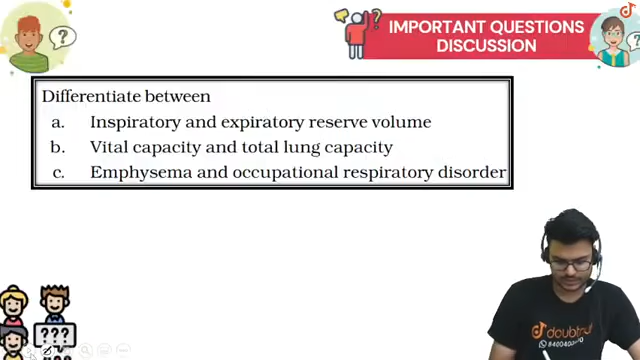 IMPORTANT QUESTIONS
DISCUSSION
Differentiate between
a. Inspiratory and expiratory reserve volume
b. Vital capacity and total lung capacity
c. Emphysema and occupational respiratory disorder
???